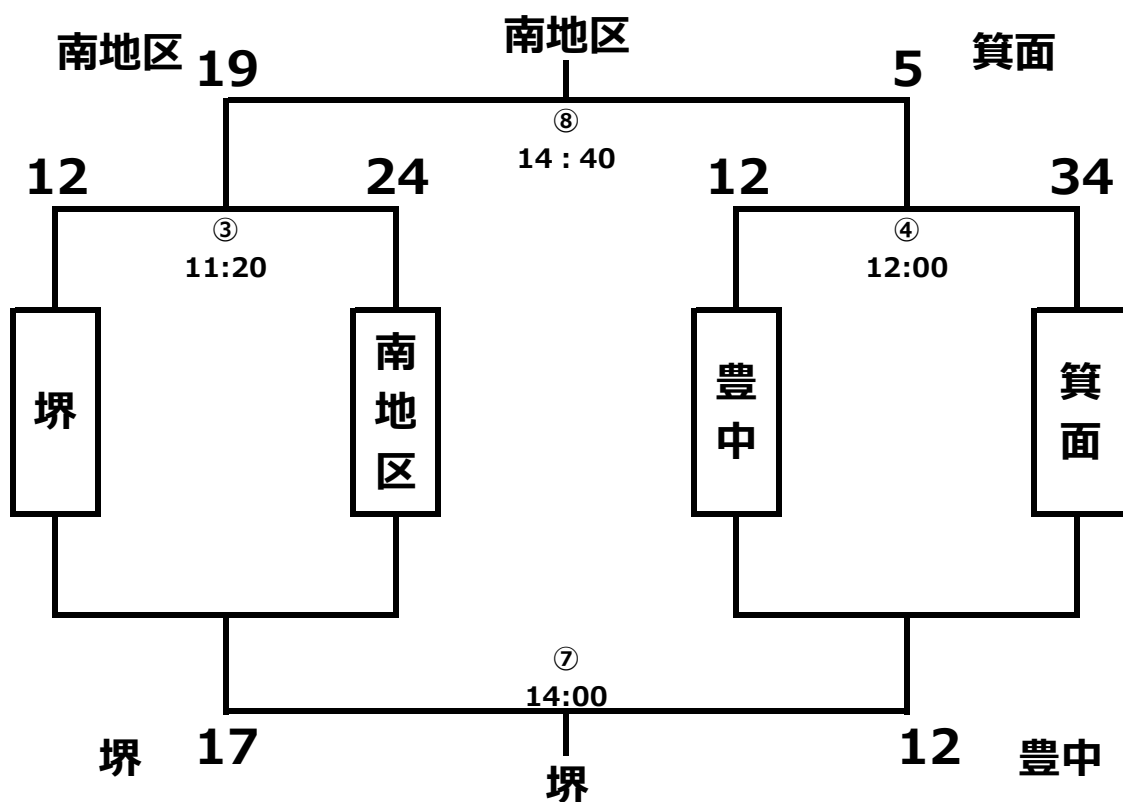 南地区
南地区 19
5 箕面
⑧
14：40
12
24
12
34
③
11:20
④
12:00
堺
南地区
豊中
箕面
⑦
14:00
堺 17
12 豊中
堺